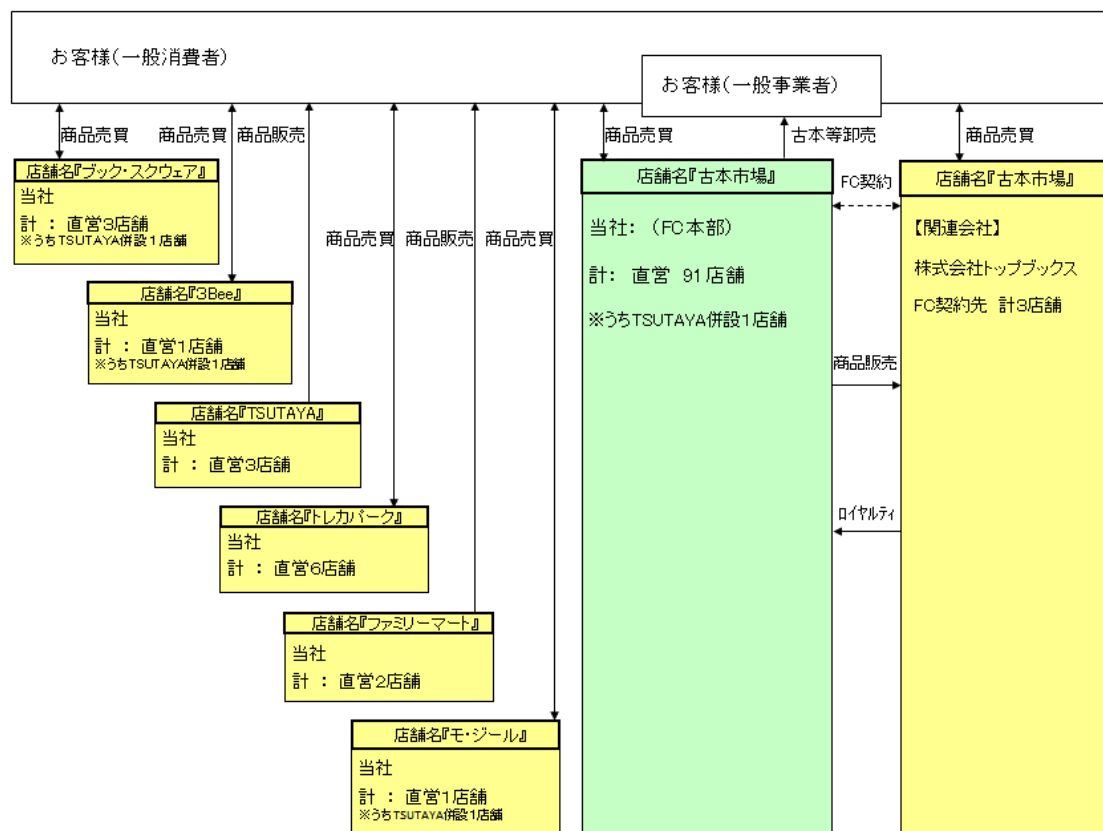 お客様(一般消費者)
お客様(一般事業者)
商品売買
商品売買
商品販売
商品売買
古本等卸売
商品売買
店舗名『ブック・スクウェア』
当社
計 : 直営3店舗
※うちTSUTAYA併設1店舗
商品売買
商品販売
商品売買
店舗名『3Bee』
当社
計 : 直営1店舗
※うちTSUTAYA併設1店舗
店舗名『TSUTAYA』
当社
計 : 直営3店舗
店舗名『トレカパーク』
当社
計 : 直営6店舗
店舗名『ファミリーマート』
当社
計 : 直営2店舗
店舗名『モ・ジール』
当社
計 : 直営1店舗
※うちTSUTAYA併設1店舗
店舗名『古本市場』
当社: (FC本部)
計: 直営 91店舗
※うちTSUTAYA併設1店舗
FC契約
商品販売
ロイヤルティ
店舗名『古本市場』
【関連会社】
株式会社トップブックス
FC契約先 計3店舗